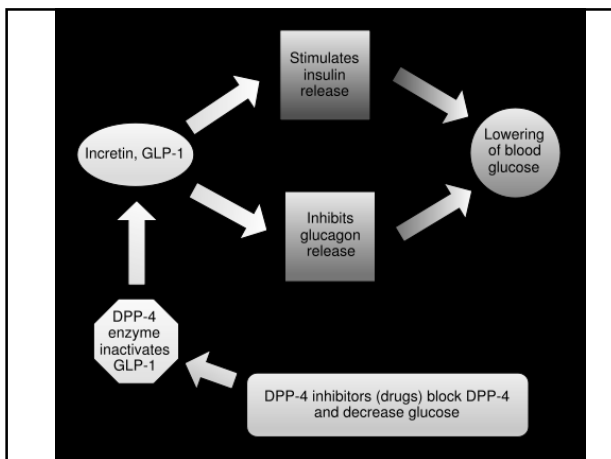 Stimulates
insulin
release
Incretin, GLP-1
Lowering
of blood
glucose
Inhibits
glucagon
release
DPP-4
enzyme
inactivates
GLP-1
DPP-4 inhibitors (drugs) block DPP-4
and decrease glucose